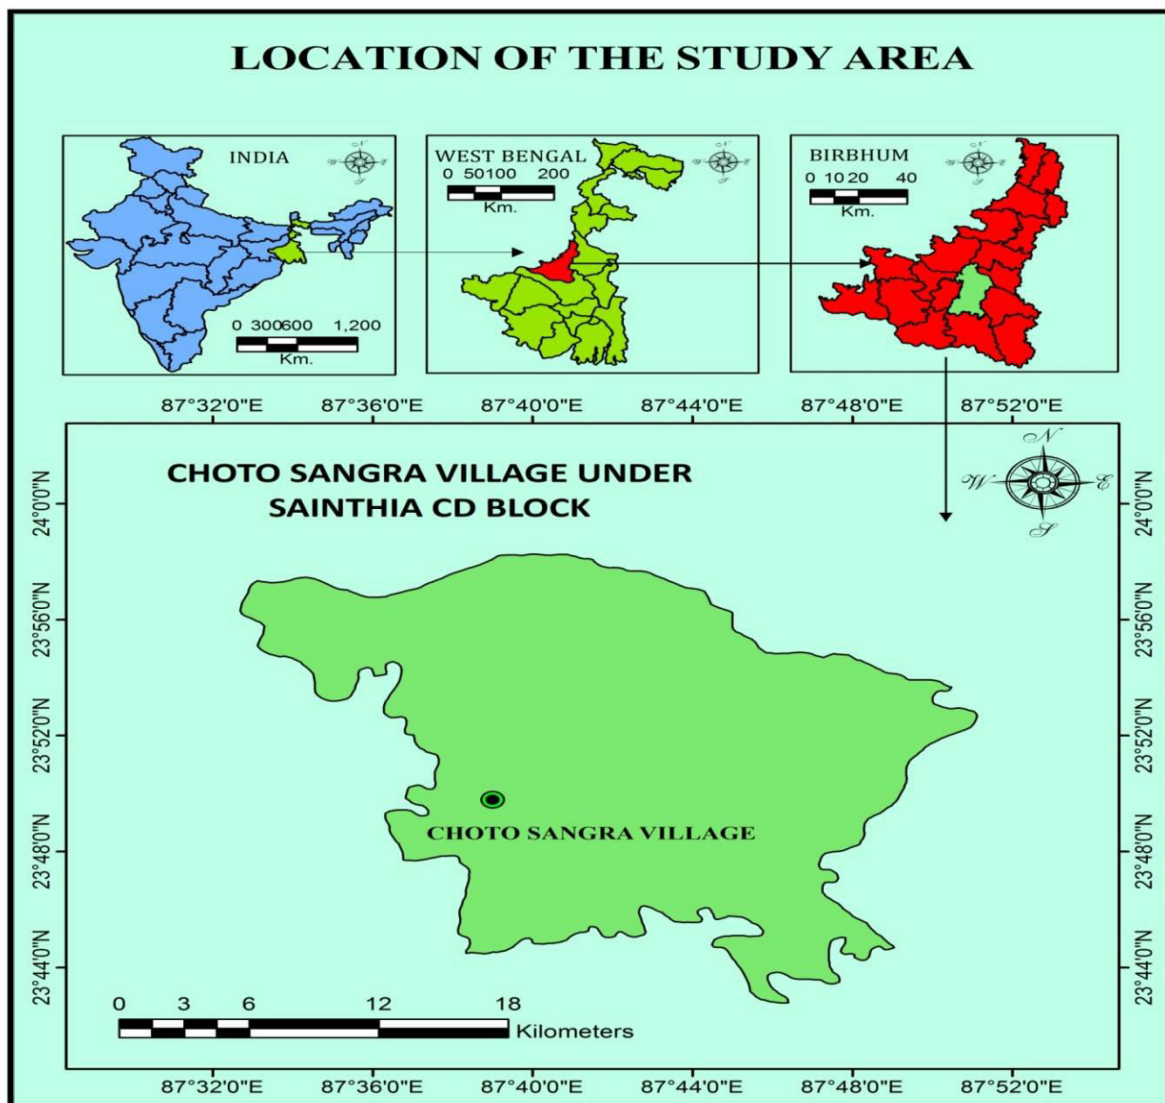 LOCATION OF THE STUDY AREA
INDIA
N
W E
S
0 300600 1,200
Km.
WEST BENGAL
0 50100 200
Km.
N
W E
S
BIRBHUM
0 10 20 40
Km.
N
W E
S
87°32'0"E 87°36'0"E 87°40'0"E 87°44'0"E 87°48'0"E 87°52'0"E
CHOTO SANGRA VILLAGE UNDER
SAINTHIA CD BLOCK
N
W E
S
24°0'0"N 24°0'0"N
23°56'0"N 23°56'0"N
23°52'0"N 23°52'0"N
CHOTO SANGRA VILLAGE
23°48'0"N 23°48'0"N
23°44'0"N 23°44'0"N
0 3 6 12 18
Kilometers
87°32'0"E 87°36'0"E 87°40'0"E 87°44'0"E 87°48'0"E 87°52'0"E